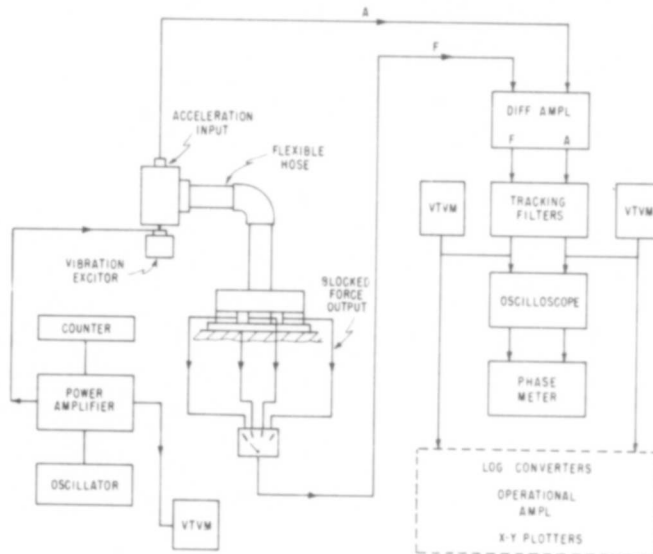 A
F
ACCELERATION
INPUT
FLEXIBLE
HOSE
DIFF AMPL
F A
VTVM
TRACKING
FILTERS
VTVM
VIBRATION
EXCITOR
BLOCKED
FORCE
OUTPUT
OSCILLOSCOPE
COUNTER
PHASE
METER
POWER
AMPLIFIER
OSCILLATOR
VTVM
LOG CONVERTERS
OPERATIONAL
AMPL
X-Y PLOTTERS